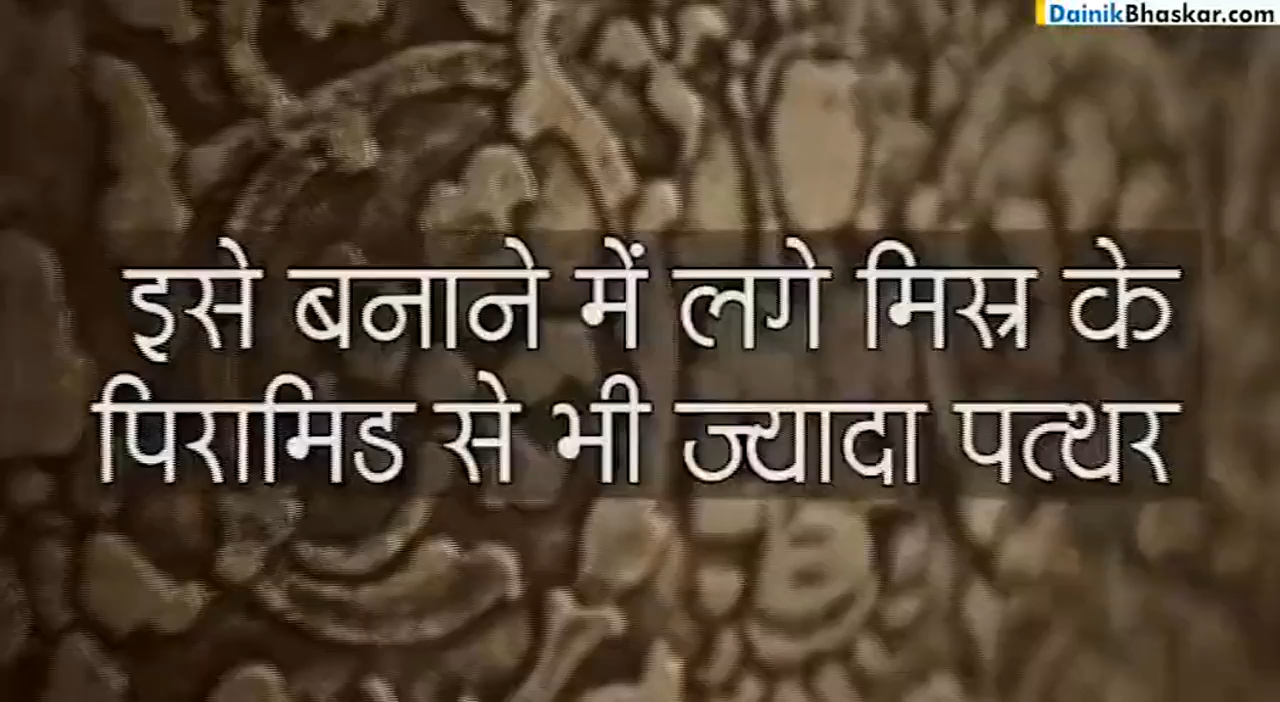 DainikBhaskar.com
इसे बनाने में लगे मिस्र के
पिरामिड से भी ज्यादा पत्थर